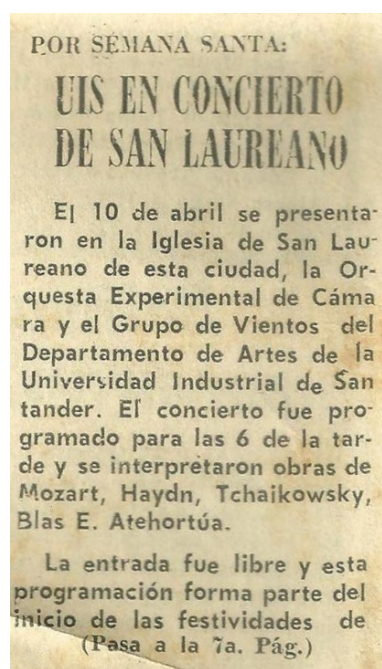 POR SEMANA SANTA:
UIS EN CONCIERTO
DE SAN LAUREANO
El 10 de abril se presenta-
ron en la Iglesia de San Lau-
reano de esta ciudad, la Or-
questa Experimental de Cáma
ra y el Grupo de Vientos del
Departamento de Artes de la
Universidad Industrial de San
tander. El concierto fue pro-
gramado para las 6 de la tar-
de y se interpretaron obras de
Mozart, Haydn, Tchaikowsky,
Blas E. Atehortúa.
La entrada fue libre y esta
programación forma parte del
inicio de las festividades de
(Pasa a la 7a. Pág.)